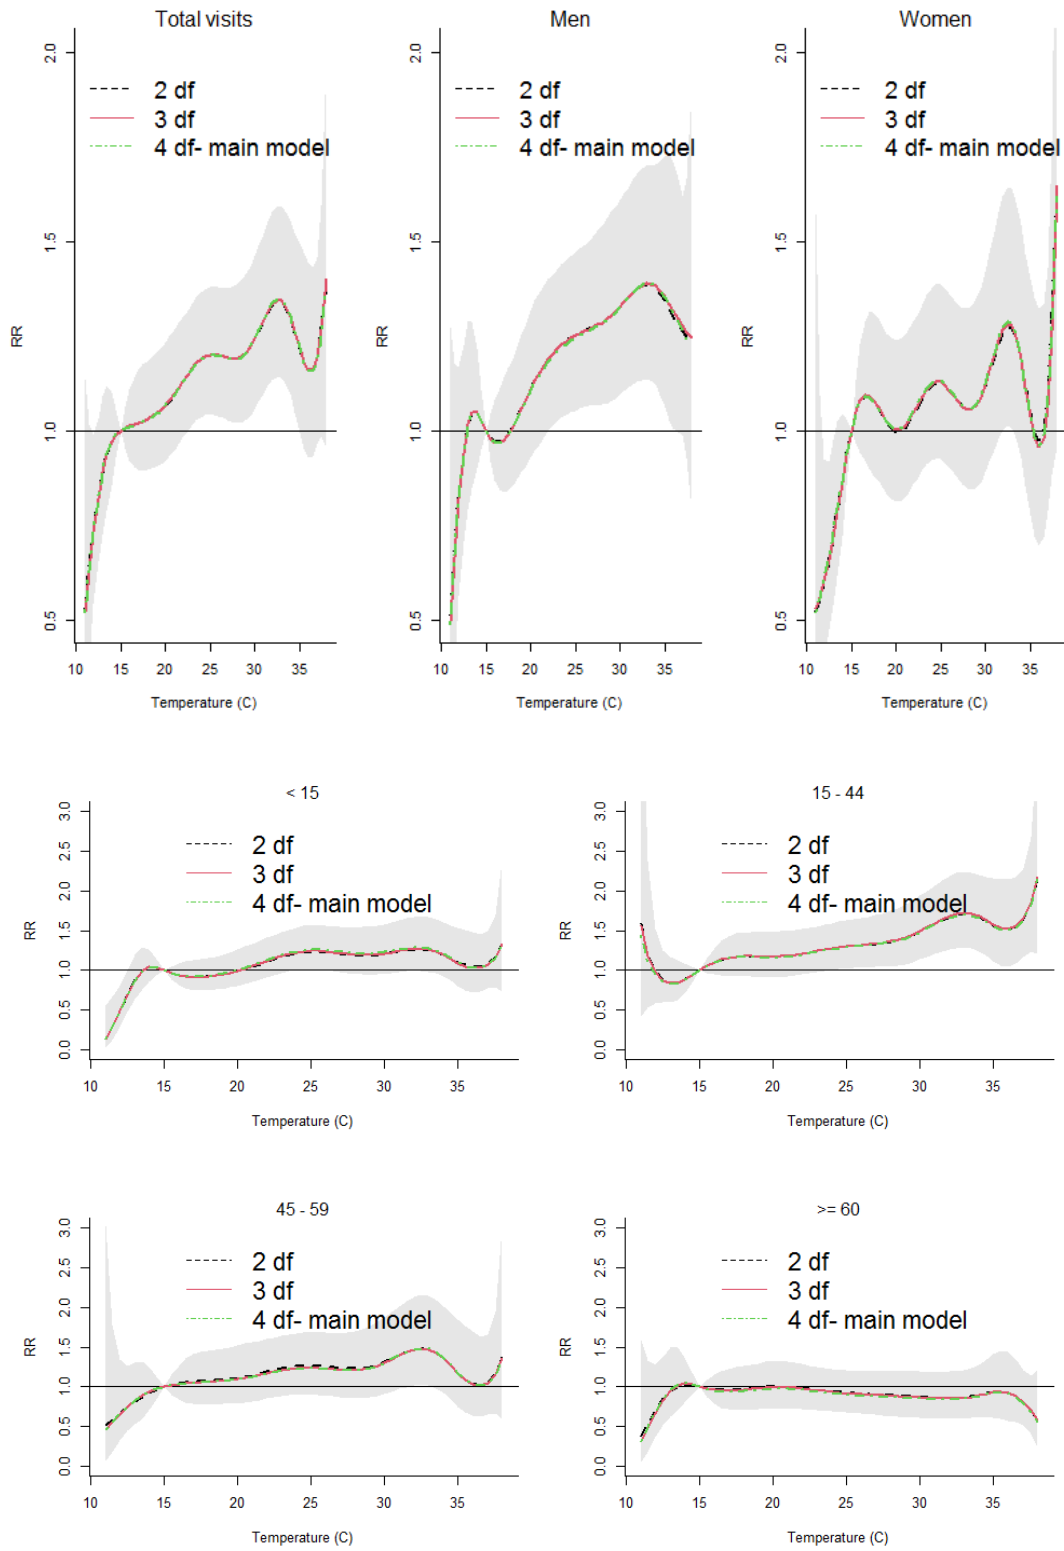 Total visits
2 df
3 df
4 df- main model
2.0
1.5
1.0
0.5
RR
10 15 20 25 30 35
Temperature (C)
Men
2 df
3 df
4 df- main model
2.0
1.5
1.0
0.5
RR
10 15 20 25 30 35
Temperature (C)
Women
2 df
3 df
4 df- main model
2.0
1.5
1.0
0.5
RR
10 15 20 25 30 35
Temperature (C)
< 15
2 df
3 df
4 df- main model
3.0
2.5
2.0
1.5
1.0
0.5
0.0
RR
10 15 20 25 30 35
Temperature (C)
15 - 44
2 df
3 df
4 df- main model
3.0
2.5
2.0
1.5
1.0
0.5
0.0
RR
10 15 20 25 30 35
Temperature (C)
45 - 59
2 df
3 df
4 df- main model
3.0
2.5
2.0
1.5
1.0
0.5
0.0
RR
10 15 20 25 30 35
Temperature (C)
>= 60
2 df
3 df
4 df- main model
3.0
2.5
2.0
1.5
1.0
0.5
0.0
RR
10 15 20 25 30 35
Temperature (C)